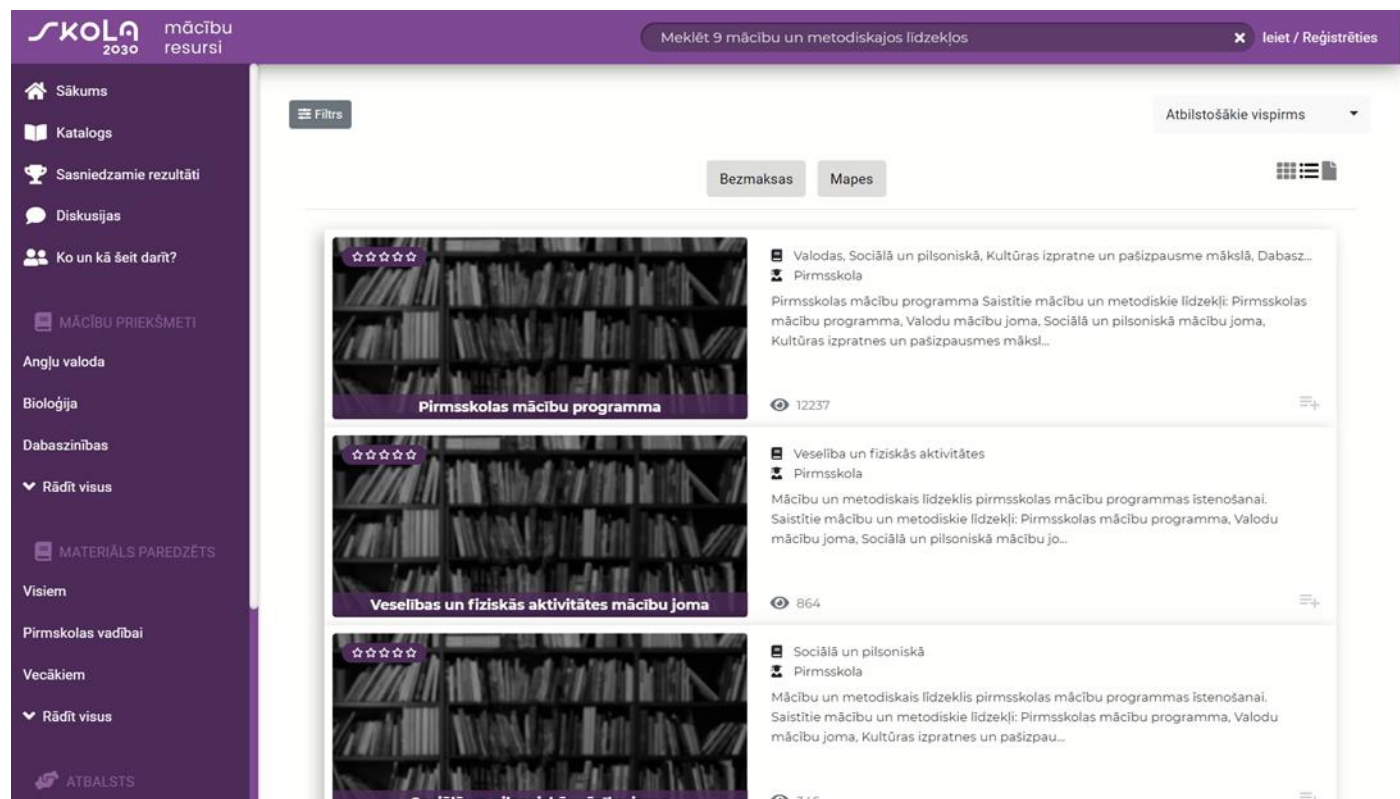 SKOLA
2030
mācību
resursi
Meklēt 9 mācību un metodiskajos līdzekļos
Ieiet / Reģistrēties
Sākums
Katalogs
Sasniedzamie rezultāti
Diskusijas
Ko un kā šeit darīt?
MĀCĪBU PRIEKŠMETI
Angļu valoda
Bioloģija
Dabaszinības
Rādīt visus
MATERIĀLS PAREDZĒTS
Visiem
Pirmskolas vadībai
Vecākiem
Rādīt visus
ATBALSTS
Filtrs
Atbilstošākie vispirms
Bezmaksas
Mapes
Pirmsskolas mācību programma
Valodas, Sociālā un pilsoniskā, Kultūras izpratne un pašizpausme mākslā, Dabasz...
Pirmsskola
Pirmsskolas mācību programma Saistītie mācību un metodiskie līdzekļi: Pirmsskolas
mācību programma, Valodu mācību joma, Sociālā un pilsoniskā mācību joma,
Kultūras izpratnes un pašizpausmes māksl...
12237
Veselības un fiziskās aktivitātes mācību joma
Veselība un fiziskās aktivitātes
Pirmsskola
Mācību un metodiskais līdzeklis pirmsskolas mācību programmas īstenošanai.
Saistītie mācību un metodiskie līdzekļi: Pirmsskolas mācību programma, Valodu
mācību joma, Sociālā un pilsoniskā mācību jo...
864
Sociālā un pilsoniskā
Pirmsskola
Mācību un metodiskais līdzeklis pirmsskolas mācību programmas īstenošanai.
Saistītie mācību un metodiskie līdzekļi: Pirmsskolas mācību programma, Valodu
mācību joma, Kultūras izpratnes un pašizpau...